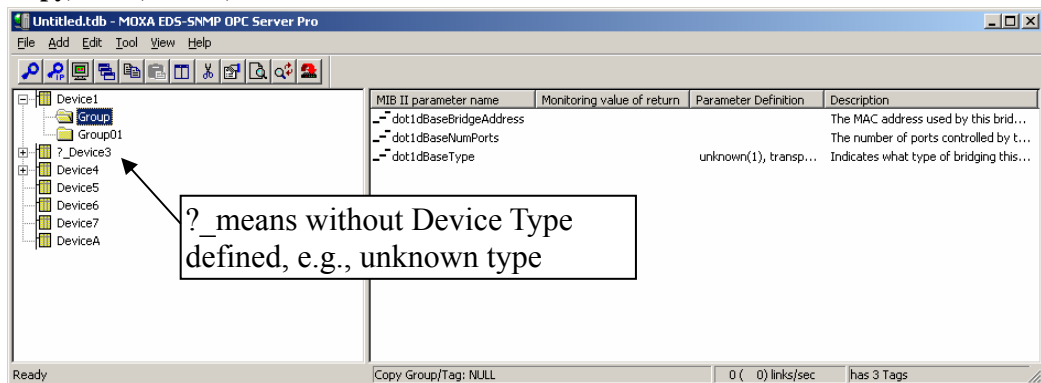 Untitled.tdb - MOXA EDS-SNMP OPC Server Pro
File Add Edit Tool View Help
IP
Device1
Group
Group01
?_Device3
Device4
Device5
Device6
Device7
DeviceA
MIB II parameter name Monitoring value of return Parameter Definition Description
dot1dBaseBridgeAddress The MAC address used by this brid...
dot1dBaseNumPorts The number of ports controlled by t...
dot1dBaseType unknown(1), transp... Indicates what type of bridging this...
?_means without Device Type
defined, e.g., unknown type
Ready Copy Group/Tag: NULL 0 ( 0) links/sec has 3 Tags